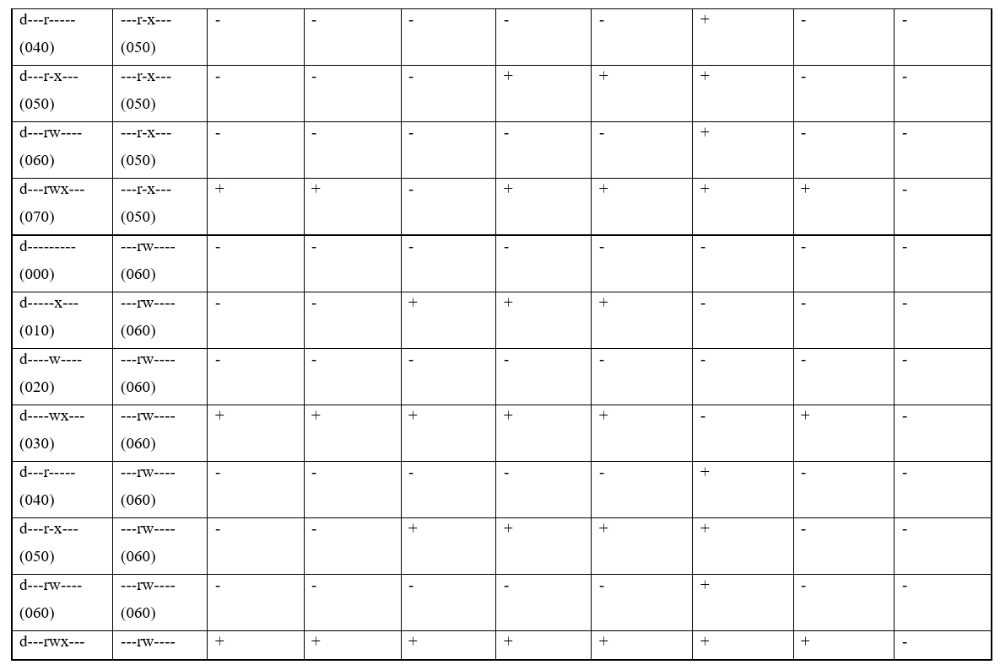 d---r----- ---r-x--- - - - - - + - -
(040) (050)
d---r-x--- ---r-x--- - - - + + + - -
(050) (050)
d---rw---- ---r-x--- - - - - - + - -
(060) (050)
d---rwx--- ---r-x--- + + - + + + + -
(070) (050)
d--------- ---rw---- - - - - - - - -
(000) (060)
d-----x--- ---rw---- - - + + + - - -
(010) (060)
d----w---- ---rw---- - - - - - - - -
(020) (060)
d----wx--- ---rw---- + + + + + - + -
(030) (060)
d---r----- ---rw---- - - - - - + - -
(040) (060)
d---r-x--- ---rw---- - - + + + + - -
(050) (060)
d---rw---- ---rw---- - - - - - + - -
(060) (060)
d---rwx--- ---rw---- + + + + + + + -